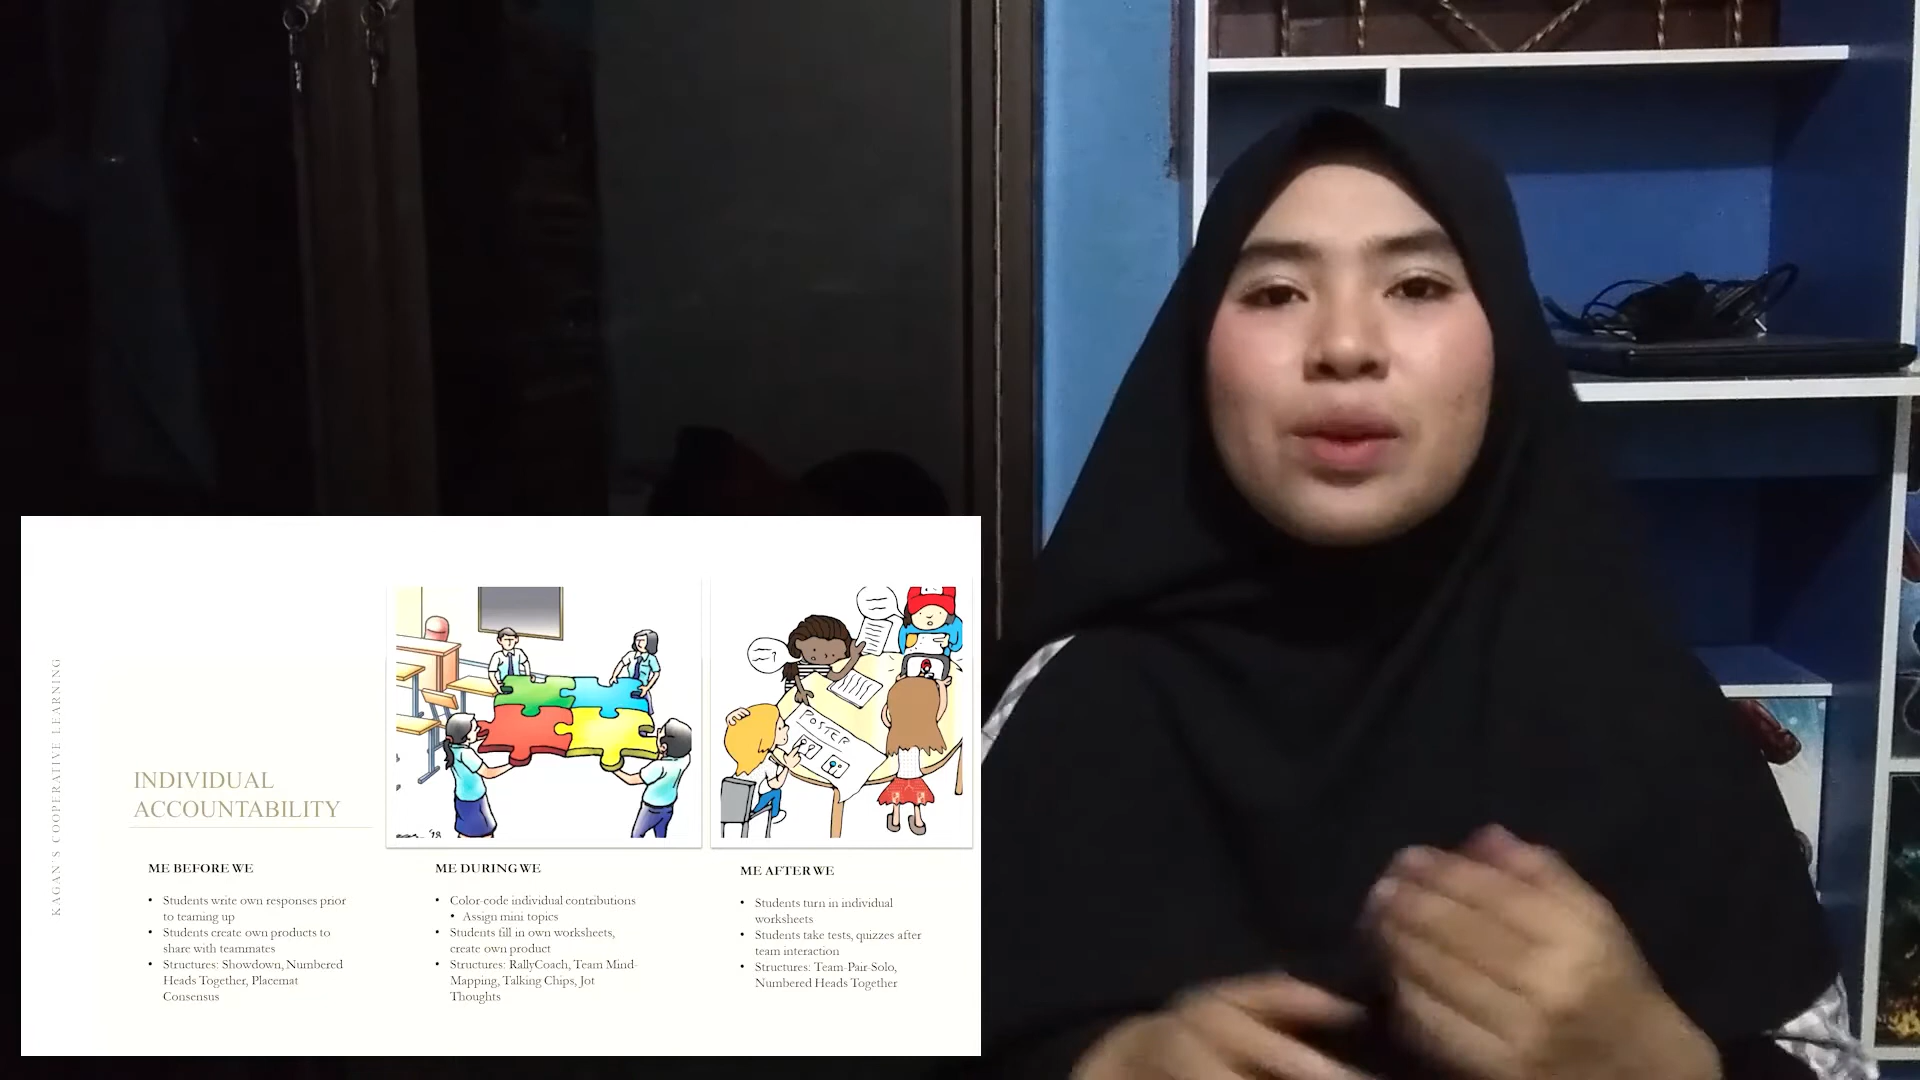 KAGAN'S COOPERATIVE LEARNING
INDIVIDUAL
ACCOUNTABILITY
POSTER
ME BEFORE WE
• Students write own responses prior
to teaming up
• Students create own products to
share with teammates
• Structures: Showdown, Numbered
Heads Together, Placemat
Consensus
ME DURING WE
• Color-code individual contributions
• Assign mini topics
• Students fill in own worksheets,
create own product
• Structures: RallyCoach, Team Mind-
Mapping, Talking Chips, Jot
Thoughts
ME AFTER WE
• Students turn in individual
worksheets
• Students take tests, quizzes after
team interaction
• Structures: Team-Pair-Solo,
Numbered Heads Together